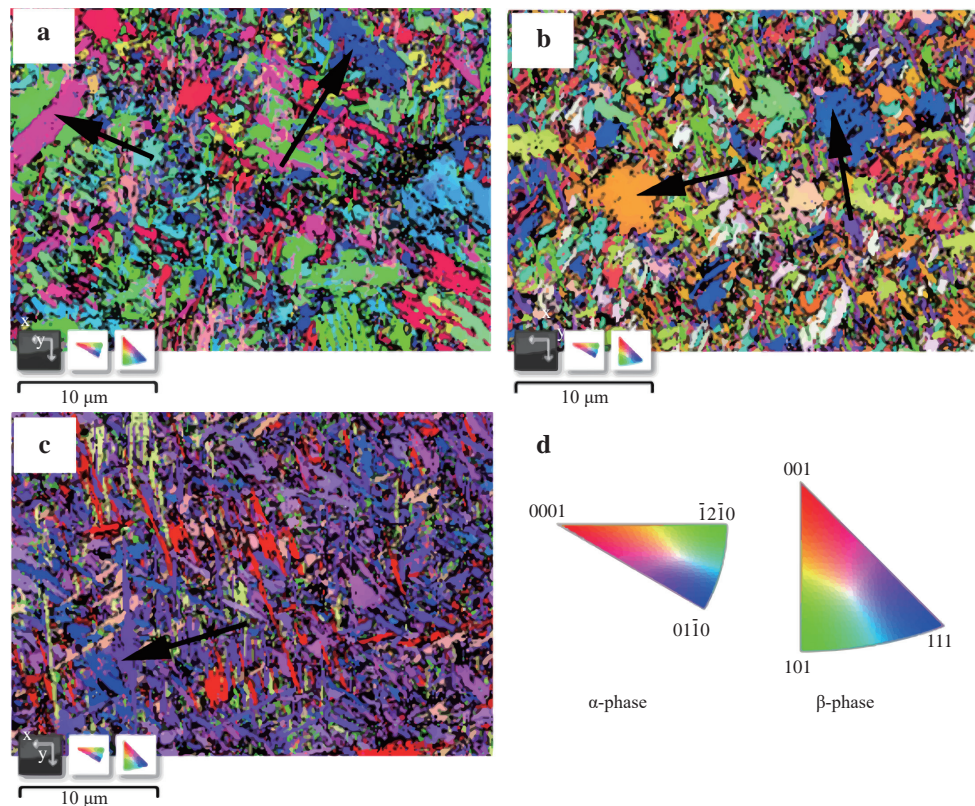 a
b
x
y
10 μm
x
y
10 μm
c
x
y
10 μm
d
0001
1̅21̅0
011̅0
α-phase
001
101
111
β-phase